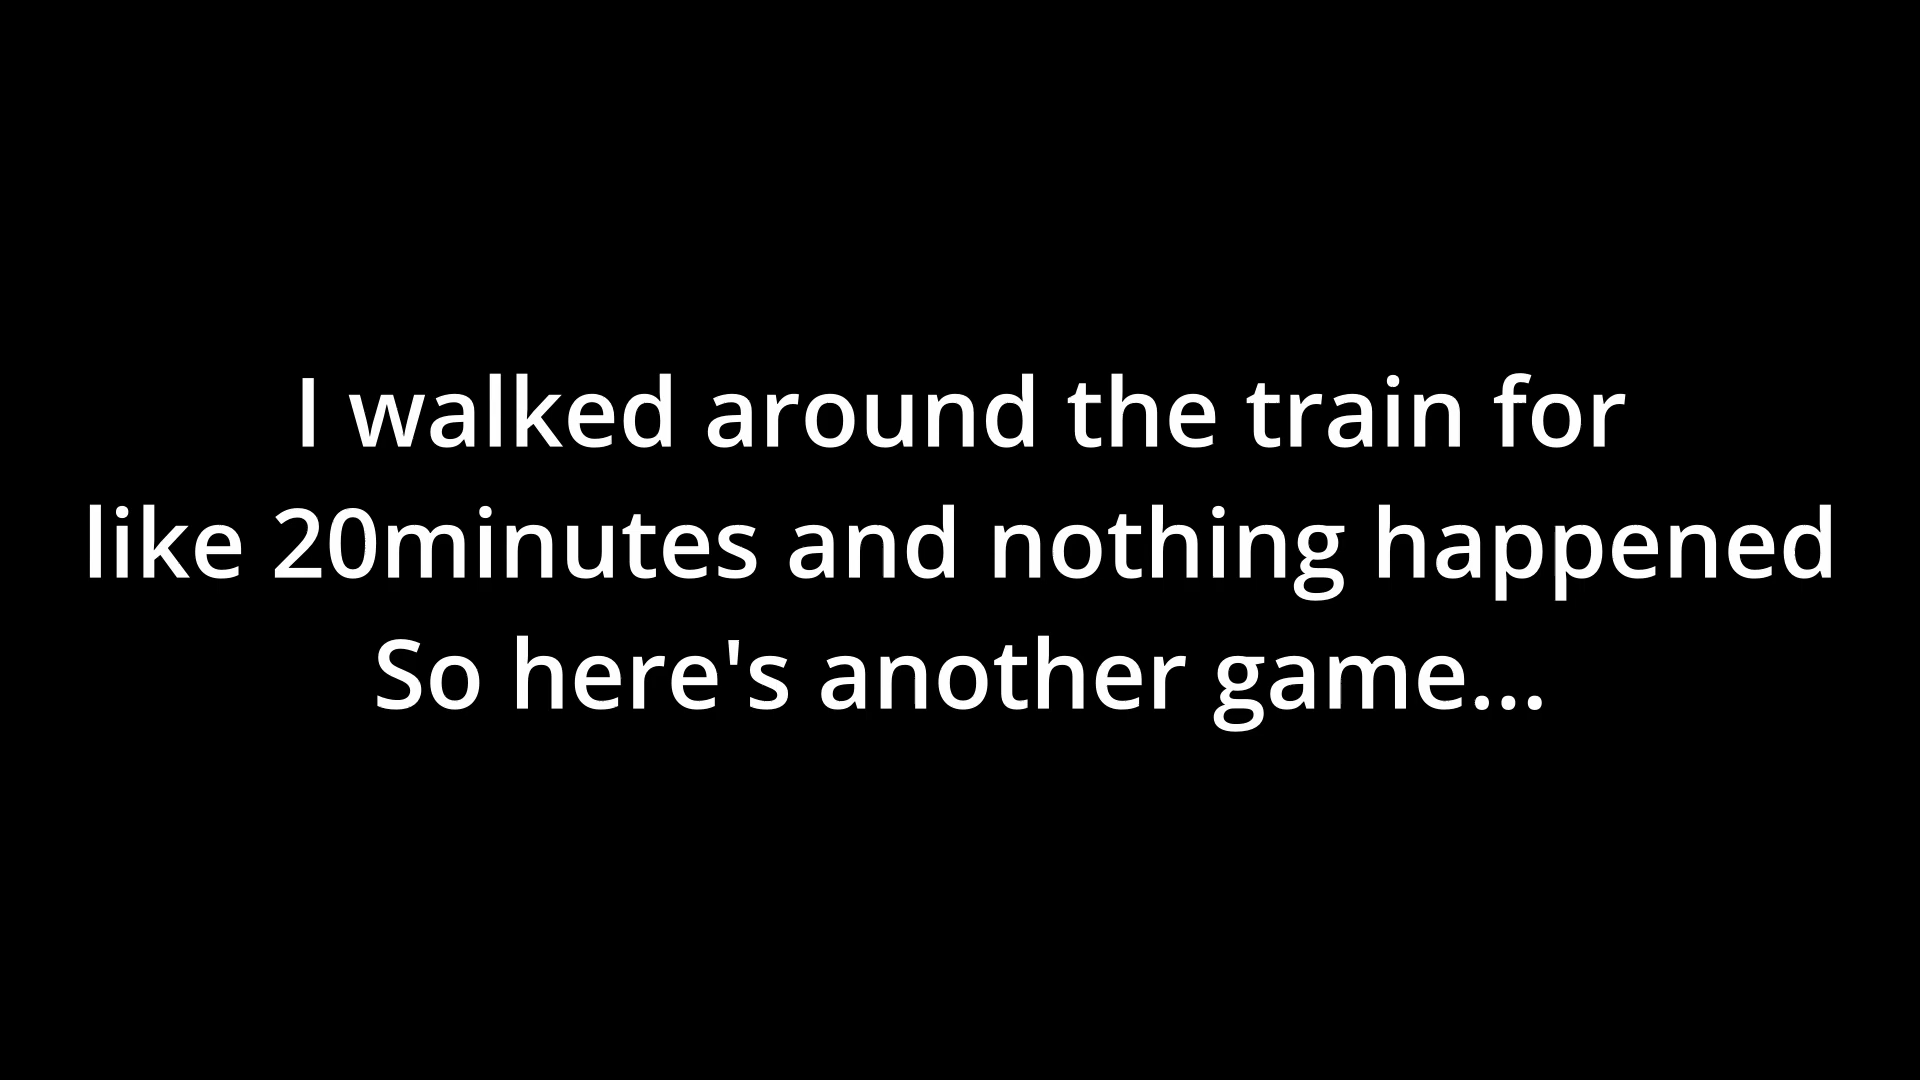 I walked around the train for
like 20minutes and nothing happened
So here's another game...